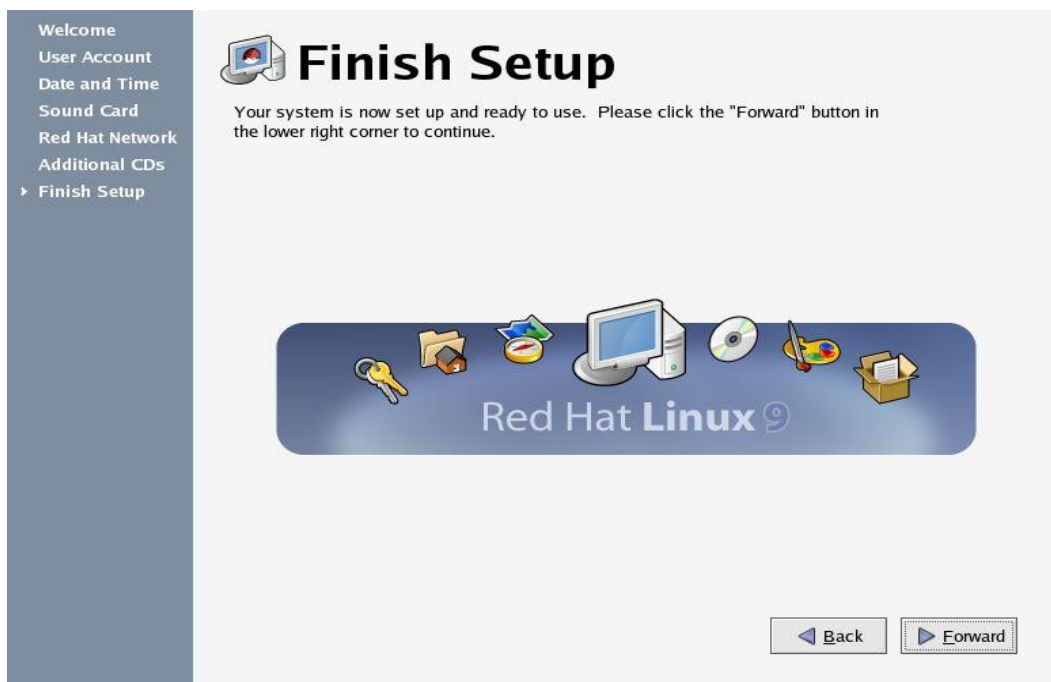 Welcome
User Account
Date and Time
Sound Card
Red Hat Network
Additional CDs
Finish Setup
Finish Setup
Your system is now set up and ready to use. Please click the "Forward" button in
the lower right corner to continue.
Red Hat Linux 9
Back
Forward